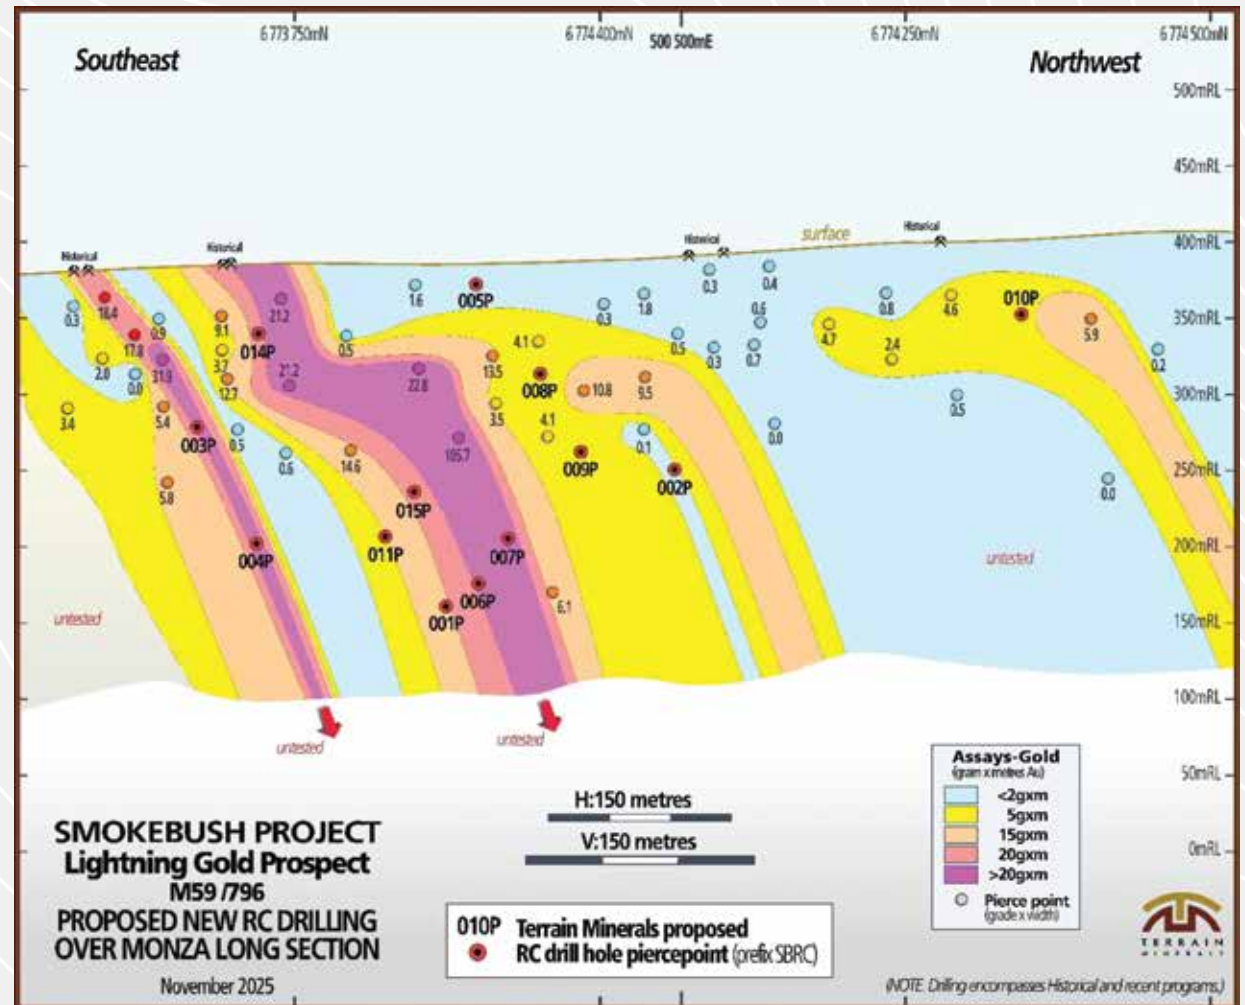 6 773 750mN
6 774 400mN
500 500mE
6 774 250mN
6 774 500mN
Southeast
Northwest
500mRL
450mRL
400mRL
350mRL
300mRL
250mRL
200mRL
150mRL
100mRL
50mRL
0mRL
Historical
Historical
Historical
Historical
surface
0.3
18.4
17.8
0.9
2.0
0.0
31.9
3.4
5.4
003P
5.8
004P
9.1
3.7
12.7
014P
21.2
21.2
0.5
0.5
0.6
14.6
1.6
005P
22.8
105.7
015P
011P
001P
006P
007P
6.1
13.5
3.5
4.1
008P
4.1
009P
10.8
9.5
0.1
002P
0.3
1.8
0.5
0.3
0.3
0.4
0.6
0.7
0.0
4.7
0.8
2.4
4.6
010P
5.9
0.5
0.2
0.0
untested
untested
untested
untested
H:150 metres
V:150 metres
SMOKEBUSH PROJECT
Lightning Gold Prospect
M59 /796
PROPOSED NEW RC DRILLING
OVER MONZA LONG SECTION
November 2025
010P Terrain Minerals proposed
RC drill hole piercepoint (prefix SBRC)
Assays-Gold
(gram x metres Au)
<2gxm
5gxm
15gxm
20gxm
>20gxm
Pierce point
(grade x width)
TERRAIN
MINERALS
(NOTE. Drilling encompasses Historical and recent programs.)